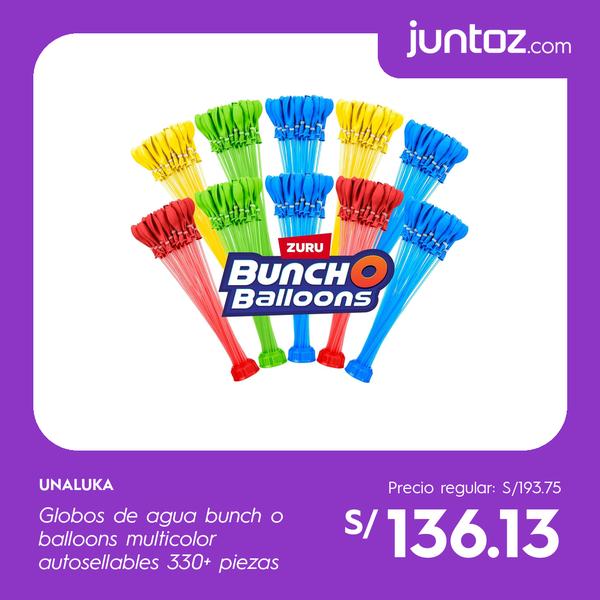 juntoz.com
ZURU
BUNCH O
Balloons
UNALUKA
Globos de agua bunch o
balloons multicolor
autosellables 330+ piezas
Precio regular: S/193.75
S/ 136.13